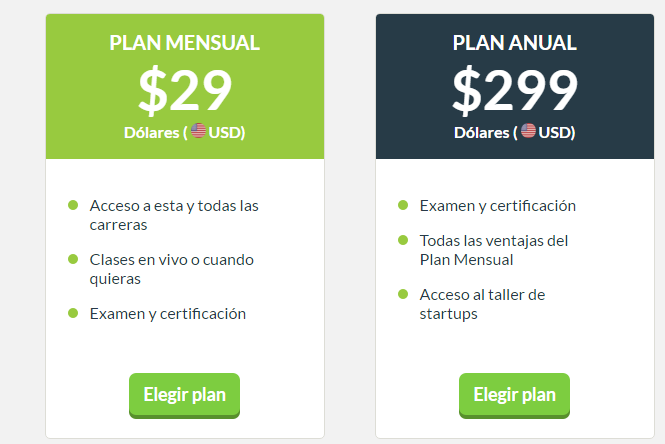 PLAN MENSUAL
$29
Dólares ( USD)
Acceso a esta y todas las
carreras
Clases en vivo o cuando
quieras
Examen y certificación
Elegir plan
PLAN ANUAL
$299
Dólares ( USD)
Examen y certificación
Todas las ventajas del
Plan Mensual
Acceso al taller de
startups
Elegir plan